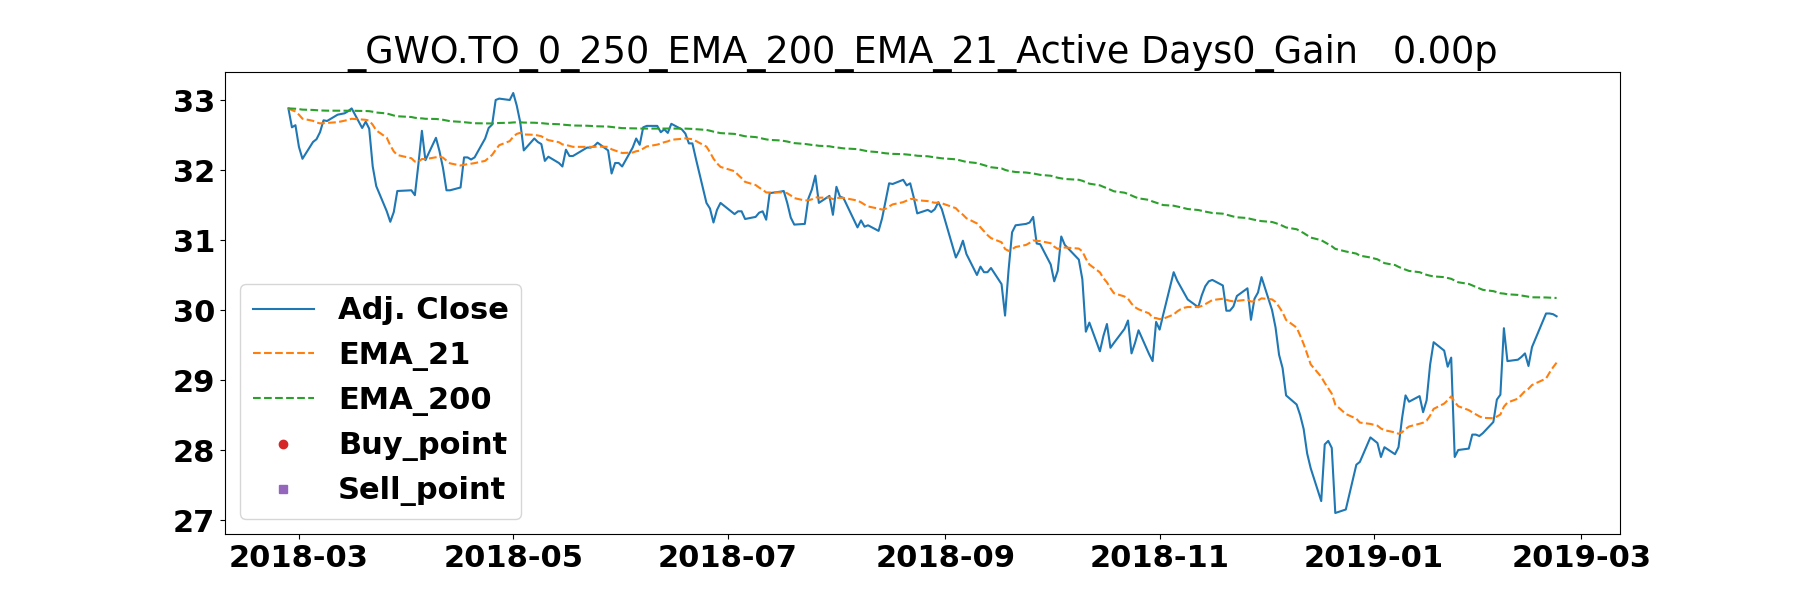 _GWO.TO_0_250_EMA_200_EMA_21_Active Days0_Gain   0.00p
33
32
31
30
29
28
27
Adj. Close
EMA_21
EMA_200
Buy_point
Sell_point
2018-03 2018-05 2018-07 2018-09 2018-11 2019-01 2019-03